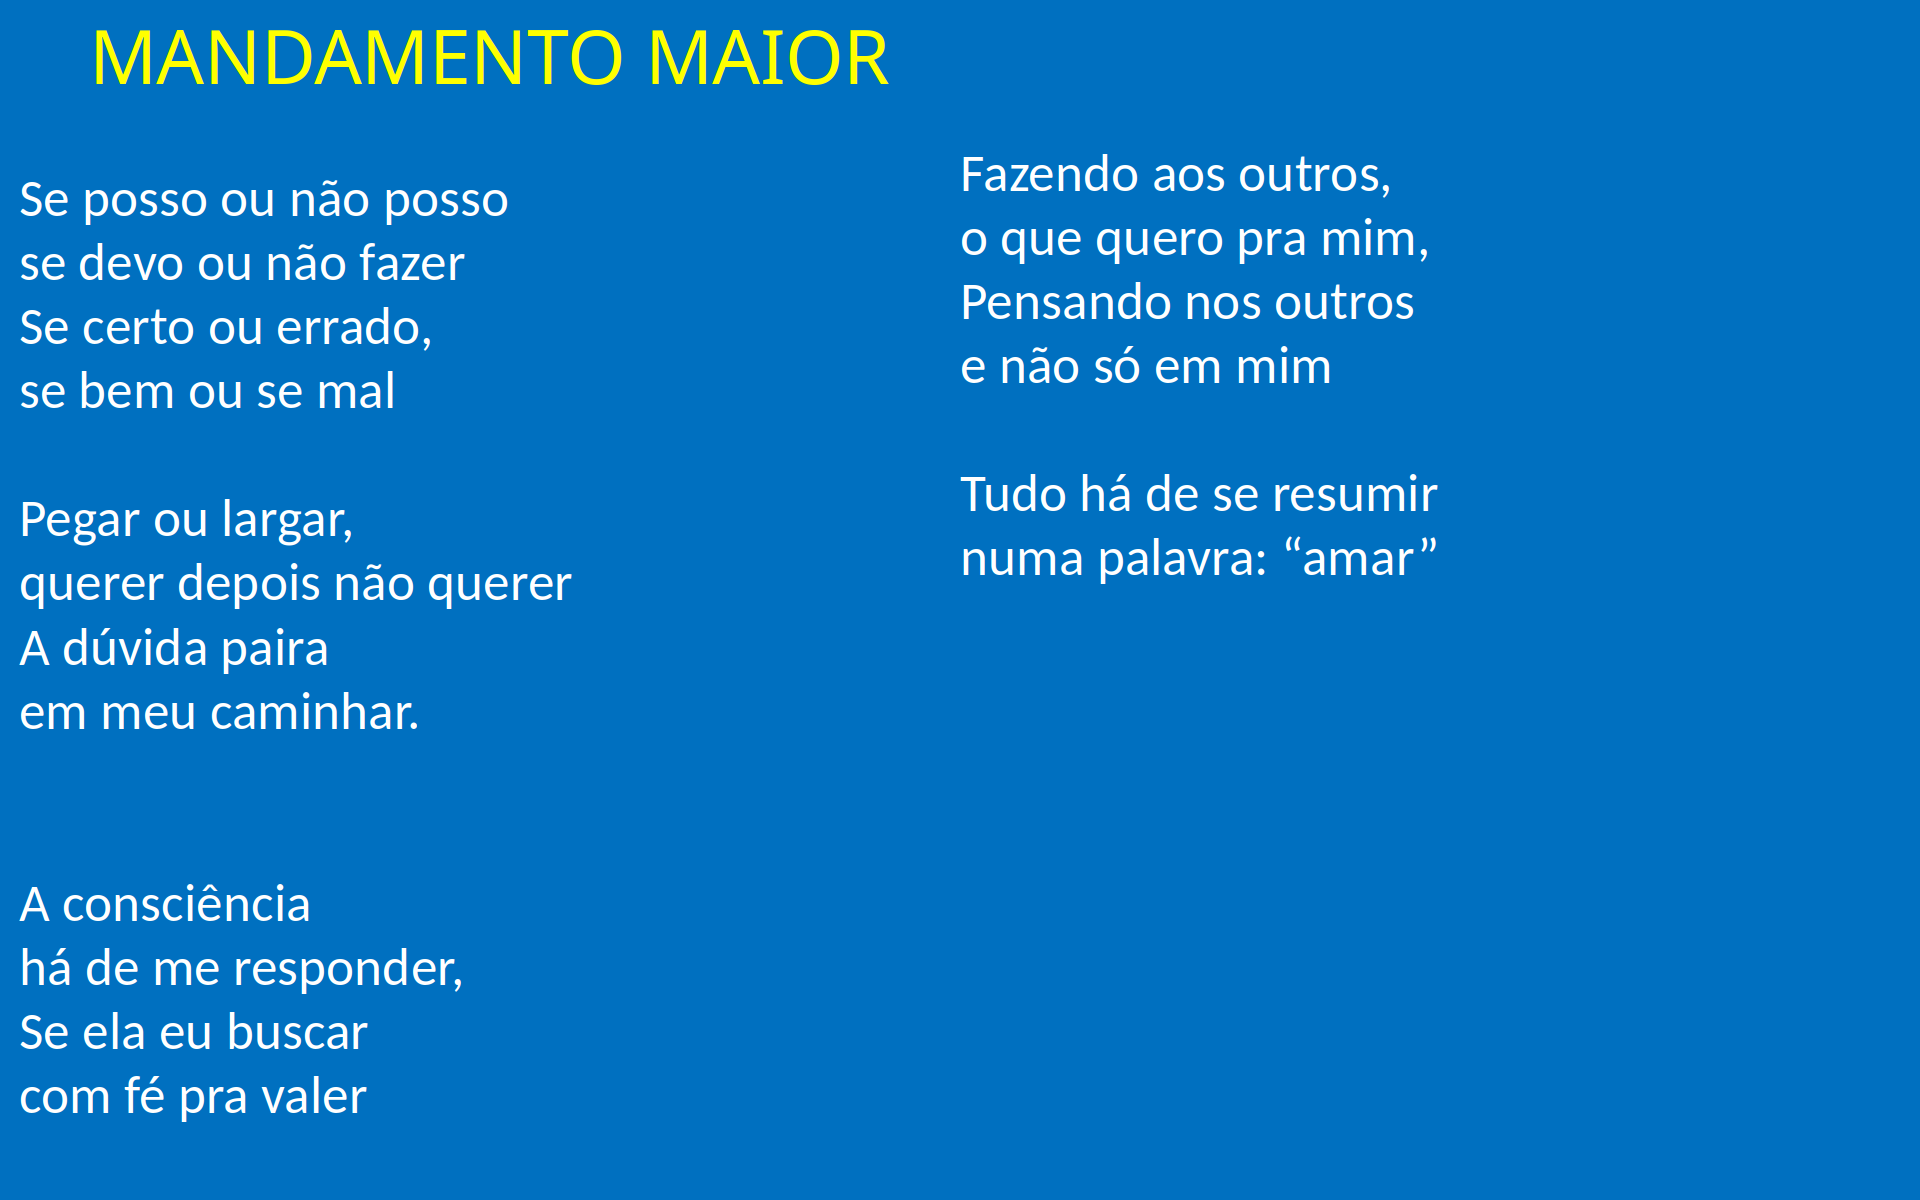 MANDAMENTO MAIOR
Se posso ou não posso
se devo ou não fazer
Se certo ou errado,
se bem ou se mal
Pegar ou largar,
querer depois não querer
A dúvida paira
em meu caminhar.
A consciência
há de me responder,
Se ela eu buscar
com fé pra valer
Fazendo aos outros,
o que quero pra mim,
Pensando nos outros
e não só em mim
Tudo há de se resumir
numa palavra: “amar”